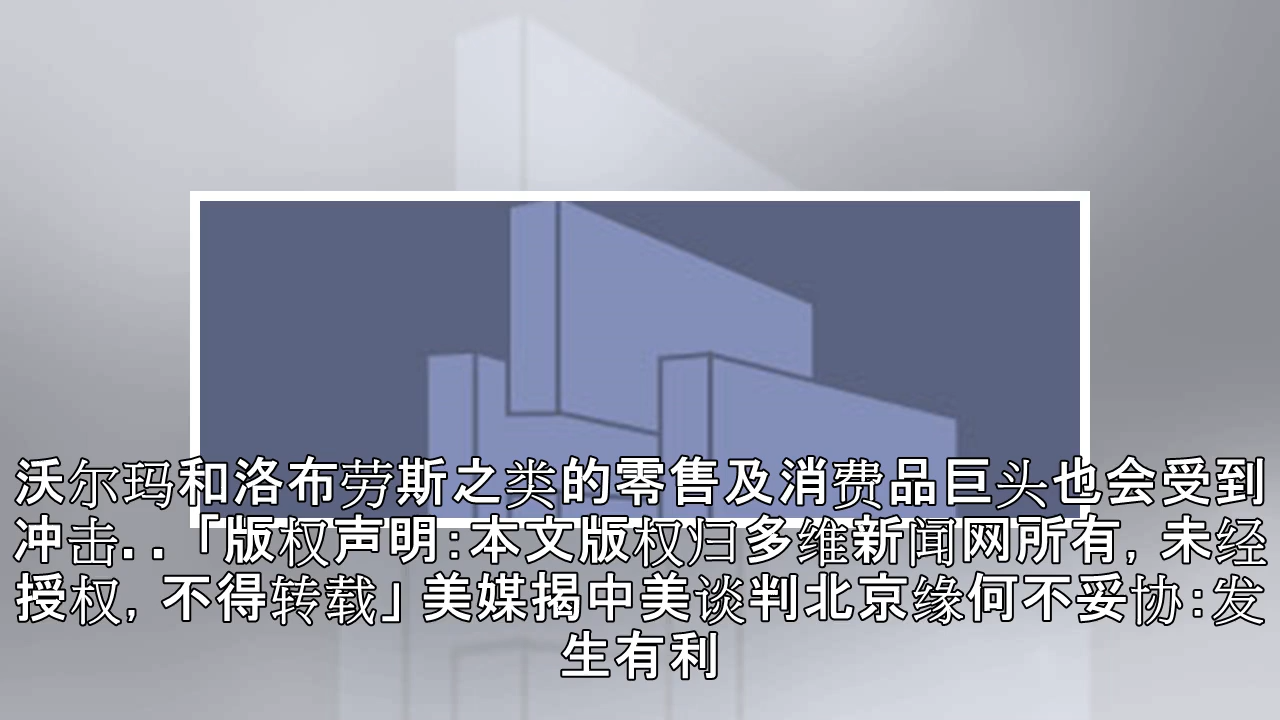 沃尔玛和洛布劳斯之类的零售及消费品巨头也会受到
冲击..「版权声明:本文版权归多维新闻网所有,未经
授权,不得转载」美媒揭中美谈判北京缘何不妥协:发
生有利